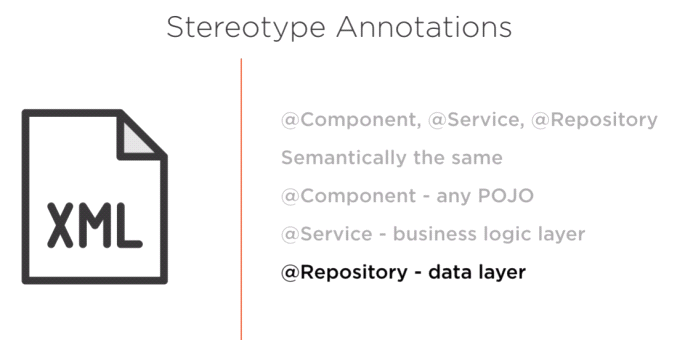 Stereotype Annotations
XML
@Component, @Service, @Repository
Semantically the same
@Component - any POJO
@Service - business logic layer
@Repository - data layer